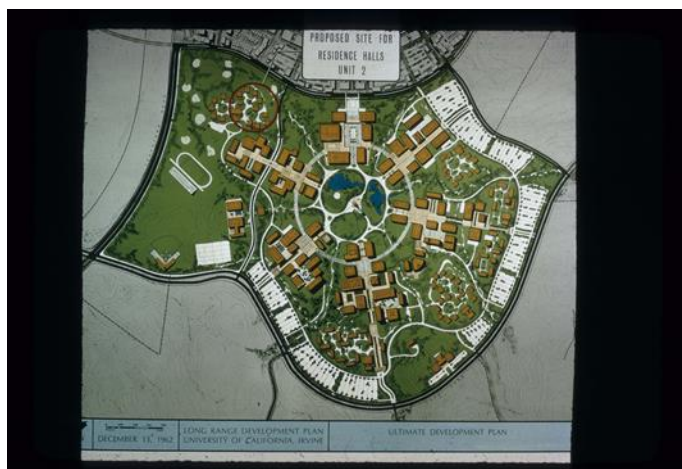 PROPOSED SITE FOR
RESIDENCE HALLS
UNIT 2
DECEMBER 13, 1962
LONG RANGE DEVELOPMENT PLAN
UNIVERSITY OF CALIFORNIA, IRVINE
ULTIMATE DEVELOPMENT PLAN